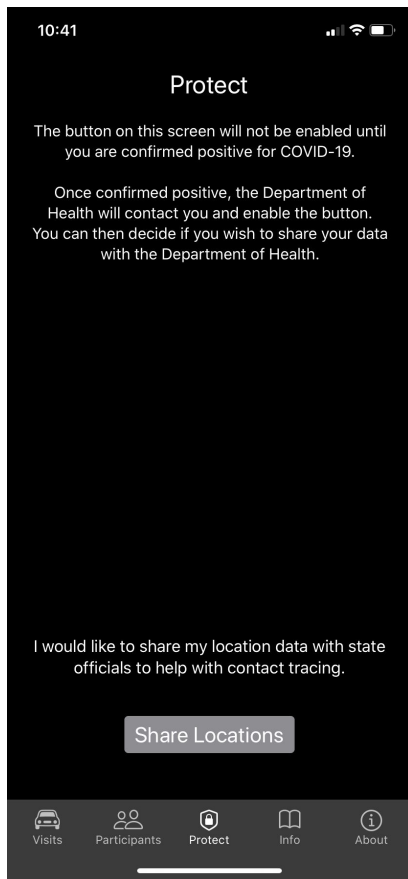 10:41
Protect
The button on this screen will not be enabled until
you are confirmed positive for COVID-19.
Once confirmed positive, the Department of
Health will contact you and enable the button.
You can then decide if you wish to share your data
with the Department of Health.
I would like to share my location data with state
officials to help with contact tracing.
Share Locations
Visits Participants Protect Info About